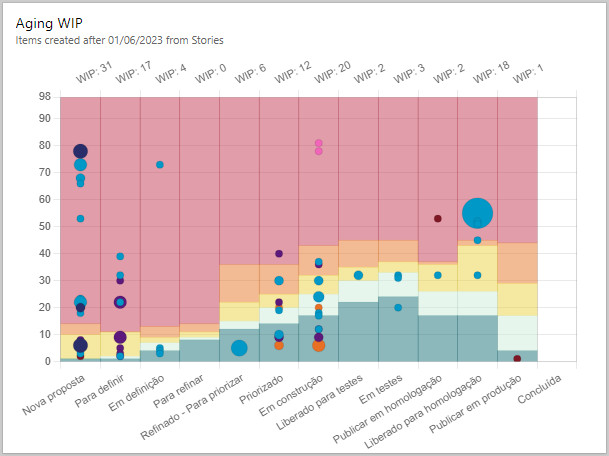 Aging WIP
Items created after 01/06/2023 from Stories
WIP: 31
WIP: 17
WIP: 4
WIP: 0
WIP: 6
WIP: 12
WIP: 20
WIP: 2
WIP: 3
WIP: 2
WIP: 18
WIP: 1
98
90
80
70
60
50
40
30
20
10
0
Nova proposta
Para definir
Em definição
Para refinar
Refinado - Para priorizar
Priorizado
Em construção
Liberado para testes
Em testes
Publicar em homologação
Liberado para homologação
Publicar em produção
Concluída